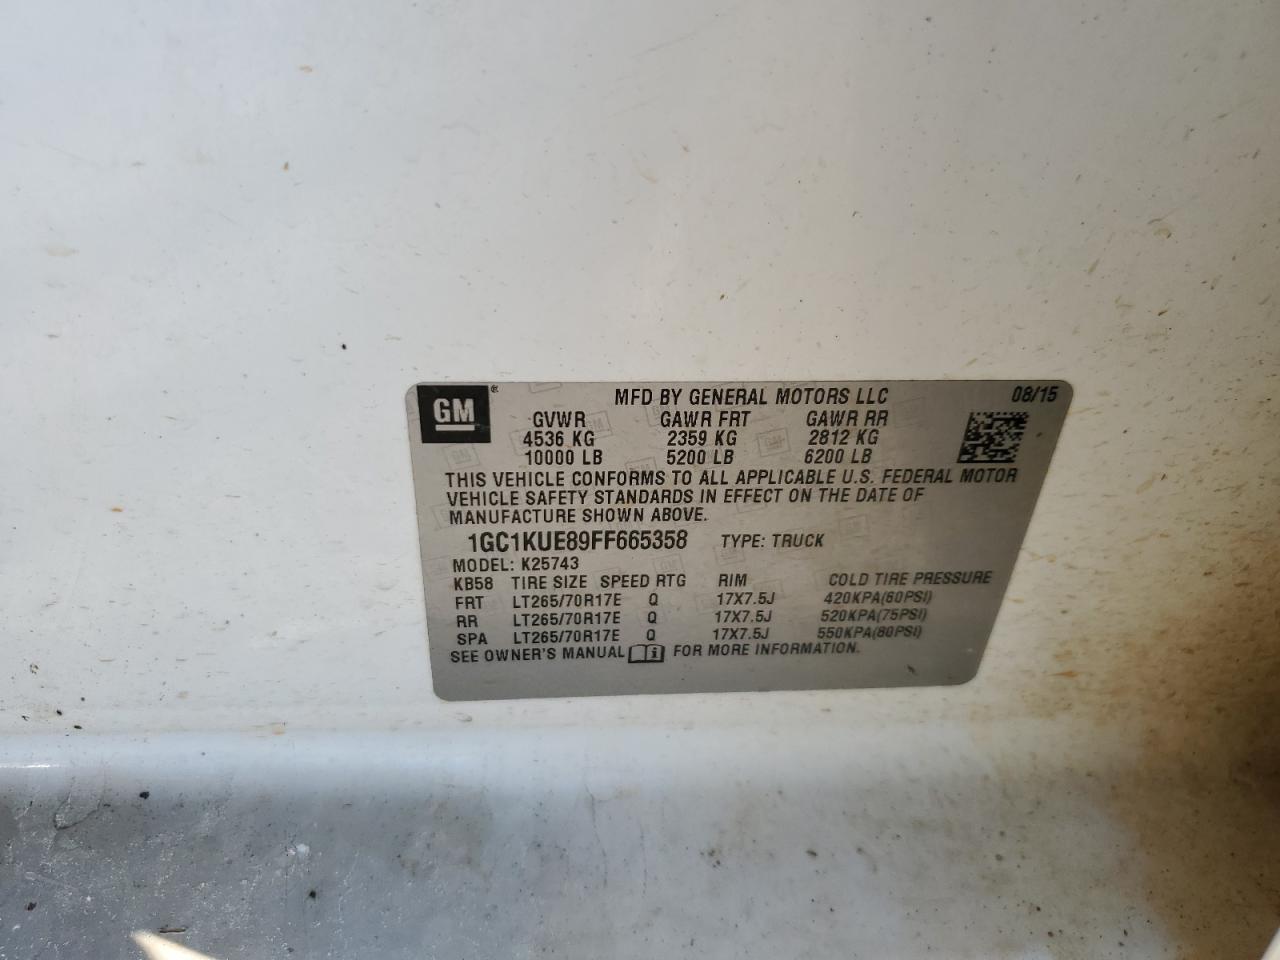 GM ®
MFD BY GENERAL MOTORS LLC 08/15
GVWR GAWR FRT GAWR RR
4536 KG 2359 KG 2812 KG
10000 LB 5200 LB 6200 LB
THIS VEHICLE CONFORMS TO ALL APPLICABLE U.S. FEDERAL MOTOR
VEHICLE SAFETY STANDARDS IN EFFECT ON THE DATE OF
MANUFACTURE SHOWN ABOVE.
1GC1KUE89FF665358 TYPE: TRUCK
MODEL: K25743
KB58 TIRE SIZE SPEED RTG RIM COLD TIRE PRESSURE
FRT LT265/70R17E Q 17X7.5J 420KPA(60PSI)
RR LT265/70R17E Q 17X7.5J 520KPA(75PSI)
SPA LT265/70R17E Q 17X7.5J 550KPA(80PSI)
SEE OWNER'S MANUAL i FOR MORE INFORMATION.